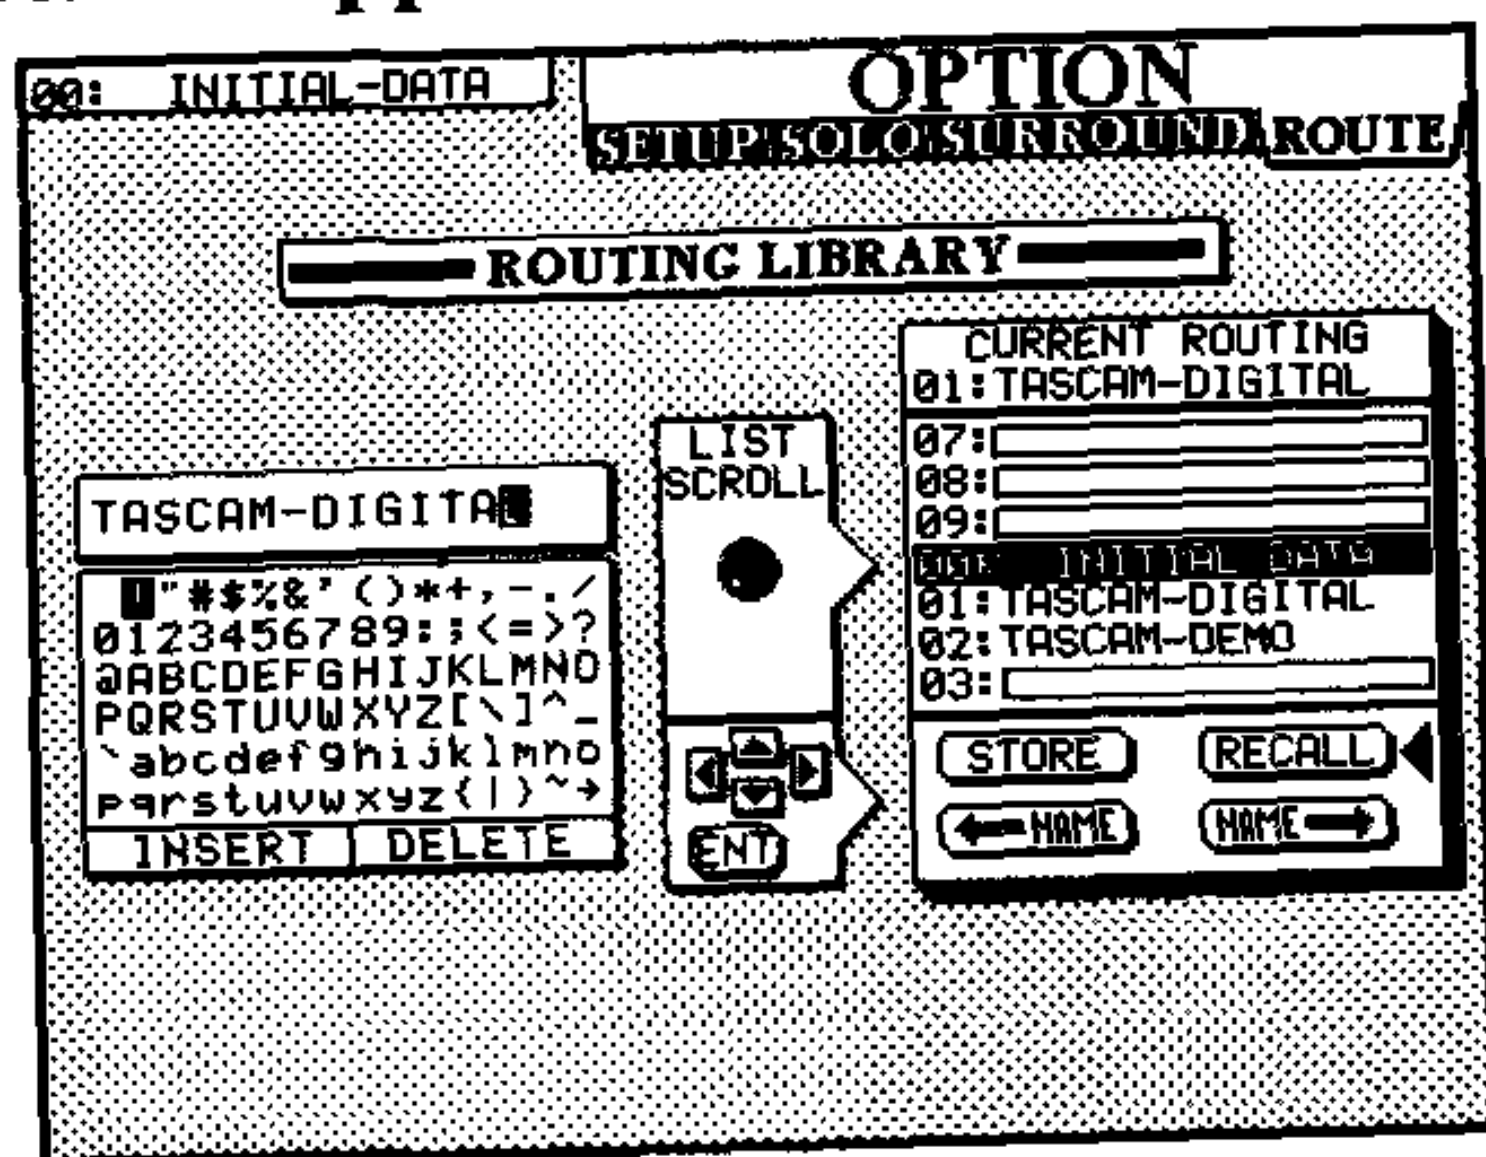 00: INITIAL-DATA
OPTION
SETUP SOLO SURROUND ROUTE
ROUTING LIBRARY
CURRENT ROUTING
01:TASCAM-DIGITAL
LIST
SCROLL
07:
08:
09:
00: INITIAL DATA
01:TASCAM-DIGITAL
02:TASCAM-DEMO
03:
TASCAM-DIGITAL
!"#$%&'()*+,-./
0123456789:;<=>?
@ABCDEFGHIJKLMNO
PQRSTUVWXYZ[\]^_
`abcdefghijklmno
pqrstuvwxyz{|}~→
INSERT DELETE
ENT
STORE RECALL
←NAME NAME→